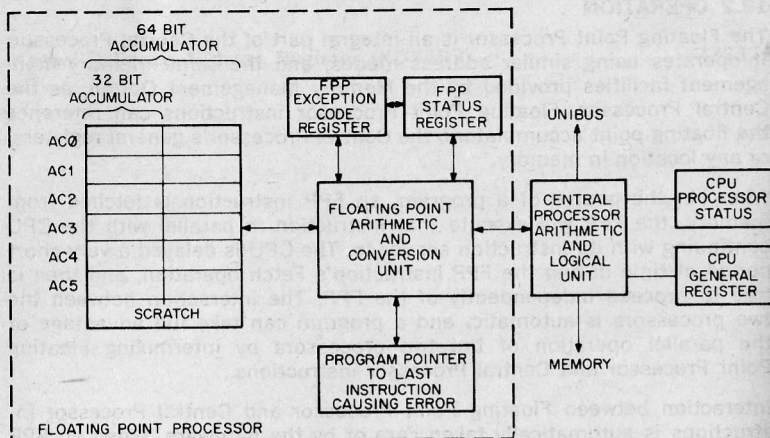 64 BIT
ACCUMULATOR
32 BIT
ACCUMULATOR
AC0
AC1
AC2
AC3
AC4
AC5
SCRATCH
FPP
EXCEPTION
CODE
REGISTER
FPP
STATUS
REGISTER
FLOATING POINT
ARITHMETIC
AND
CONVERSION
UNIT
PROGRAM POINTER
TO LAST
INSTRUCTION
CAUSING ERROR
FLOATING POINT PROCESSOR
UNIBUS
CENTRAL
PROCESSOR
ARITHMETIC
AND
LOGICAL
UNIT
MEMORY
CPU
PROCESSOR
STATUS
CPU
GENERAL
REGISTER